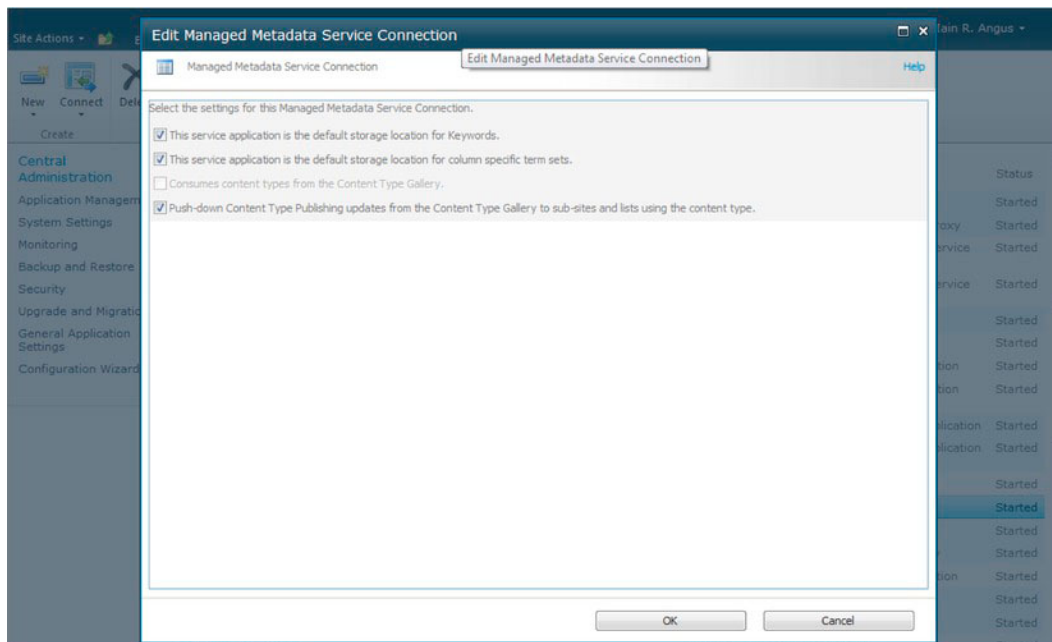 Site Actions
Edit Managed Metadata Service Connection
Iain R. Angus
Edit Managed Metadata Service Connection
Managed Metadata Service Connection
Help
New
Connect
Create
Select the settings for this Managed Metadata Service Connection.
This service application is the default storage location for Keywords.
This service application is the default storage location for column specific term sets.
Consumes content types from the Content Type Gallery.
Push-down Content Type Publishing updates from the Content Type Gallery to sub-sites and lists using the content type.
Central
Administration
Application Managem
System Settings
Monitoring
Backup and Restore
Security
Upgrade and Migratio
General Application
Settings
Configuration Wizard
Status
Started
oxy Started
ervice Started
ervice Started
Started
Started
tion Started
tion Started
plication Started
plication Started
Started
Started
Started
Started
tion Started
Started
Started
OK
Cancel